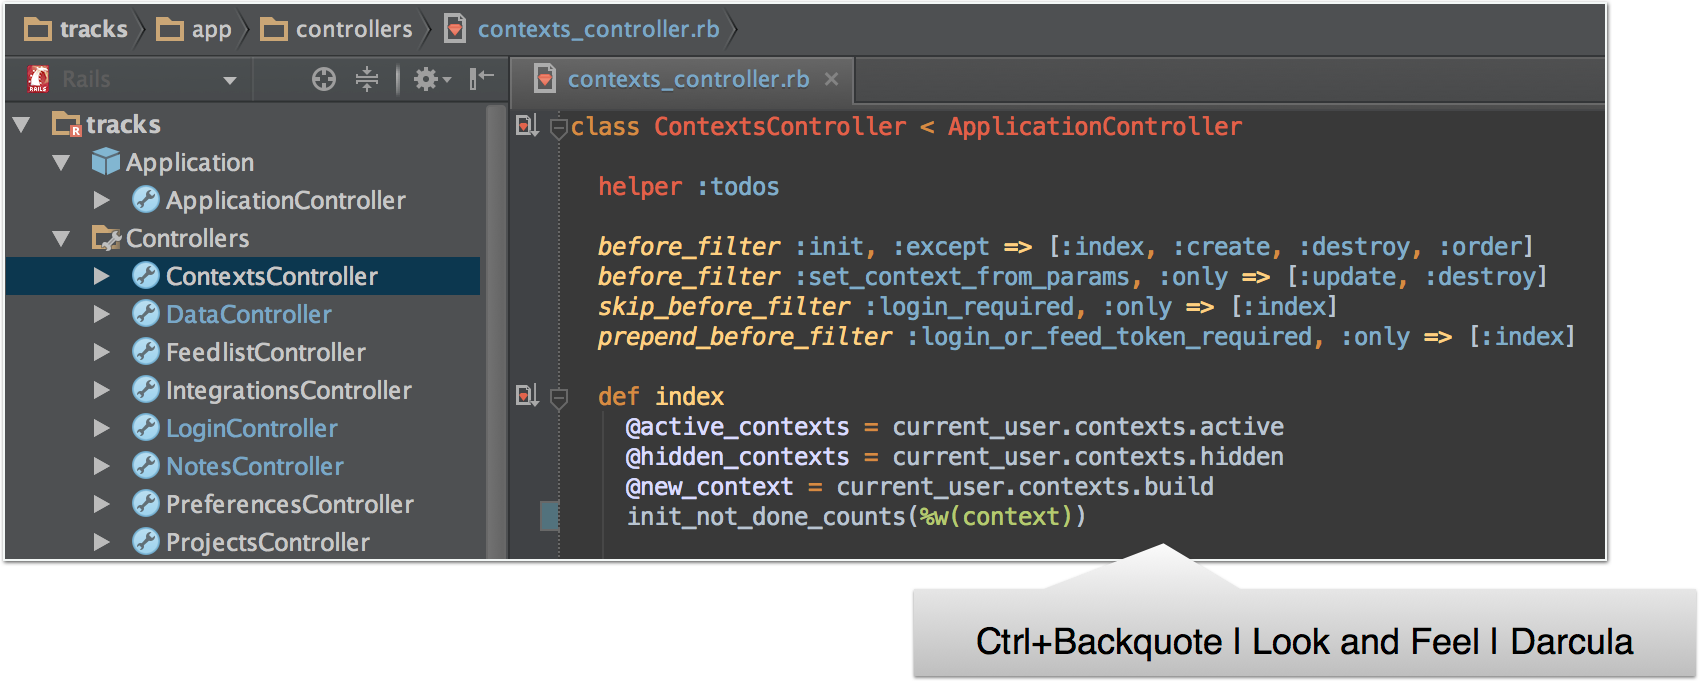 tracks app controllers contexts_controller.rb
Rails
contexts_controller.rb ×
tracks
Application
ApplicationController
Controllers
ContextsController
DataController
FeedlistController
IntegrationsController
LoginController
NotesController
PreferencesController
ProjectsController
class ContextsController < ApplicationController
helper :todos
before_filter :init, :except => [:index, :create, :destroy, :order]
before_filter :set_context_from_params, :only => [:update, :destroy]
skip_before_filter :login_required, :only => [:index]
prepend_before_filter :login_or_feed_token_required, :only => [:index]
def index
@active_contexts = current_user.contexts.active
@hidden_contexts = current_user.contexts.hidden
@new_context = current_user.contexts.build
init_not_done_counts(%w(context))
Ctrl+Backquote | Look and Feel | Darcula